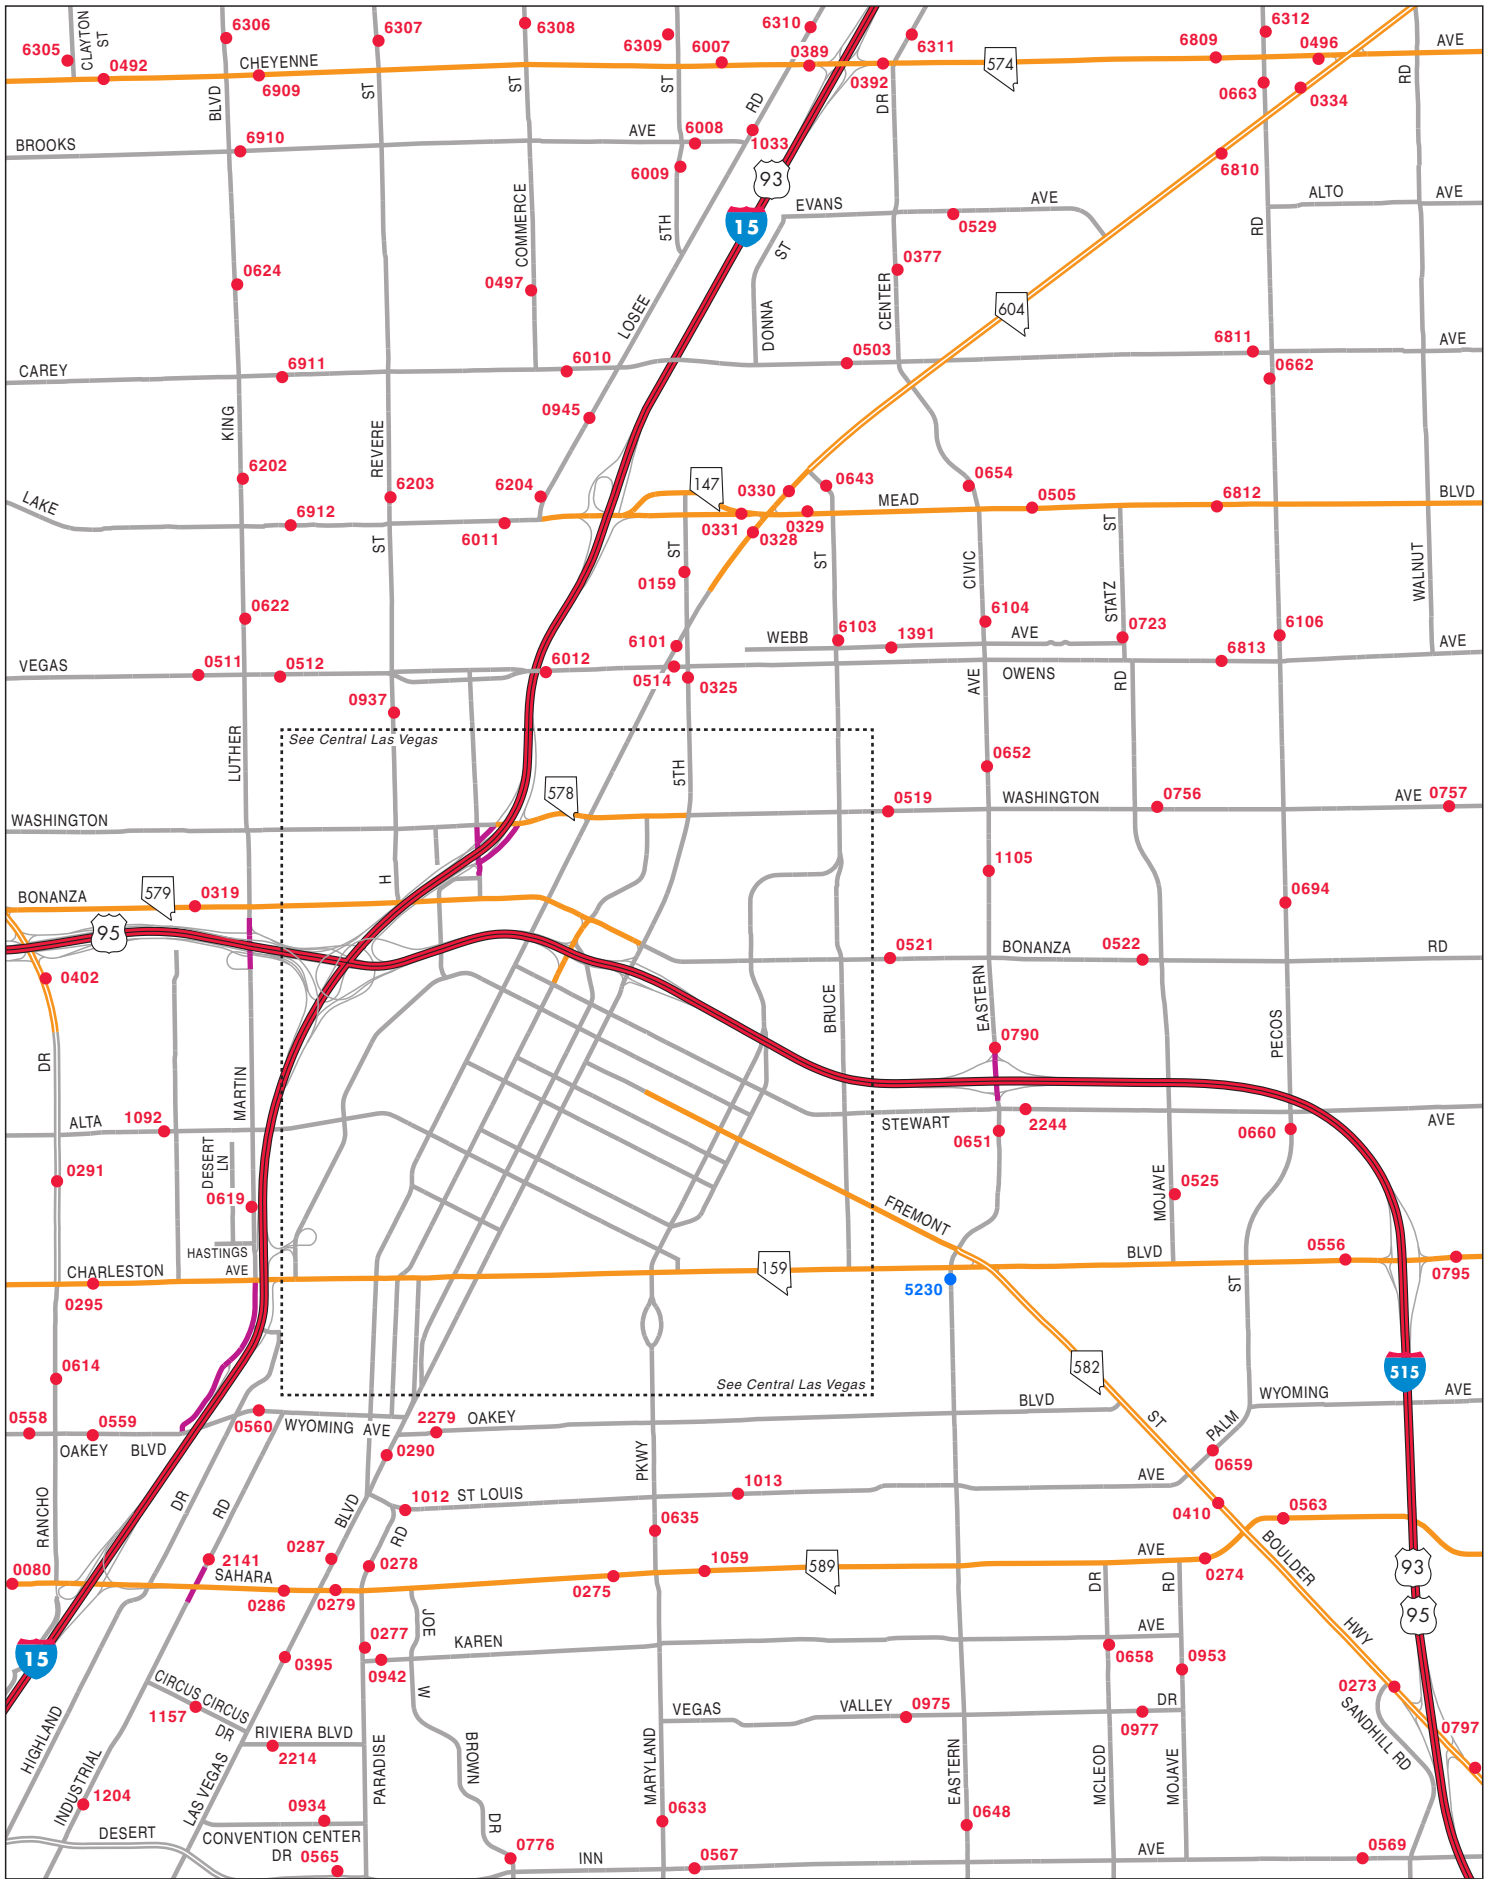 CLAYTON ST
6305
0492
6306
6307
6308
6309
6007
6310
0389
6311
0392
574
6809
6312
0496
AVE
CHEYENNE
6909
BLVD
ST
ST
ST
RD
DR
0663
0334
RD
BROOKS
6910
AVE
6008
1033
6009
93
6810
ALTO
AVE
EVANS
AVE
0529
15
COMMERCE
5TH
ST
RD
0624
0497
0377
LOSEE
DONNA
CENTER
604
CAREY
6911
6010
0503
6811
AVE
0662
KING
0945
REVERE
LAKE
6202
6203
6204
147
0330
0643
0654
MEAD
0505
6812
BLVD
6912
6011
0331
0328
0329
ST
ST
ST
ST
0159
CIVIC
STATZ
WALNUT
0622
6101
WEBB
6103
1391
6104
AVE
0723
6106
6813
AVE
VEGAS
0511
0512
6012
0514
0325
AVE
OWENS
RD
0937
LUTHER
See Central Las Vegas
5TH
0652
578
WASHINGTON
0519
WASHINGTON
0756
AVE
0757
H
1105
BONANZA
579
0319
0694
95
0402
0521
BONANZA
0522
RD
BRUCE
EASTERN
PECOS
DR
0790
MARTIN
ALTA
1092
STEWART
2244
AVE
0651
0660
DESERT LN
0291
0619
MOJAVE
0525
FREMONT
HASTINGS AVE
CHARLESTON
0295
159
BLVD
0556
0795
5230
ST
0614
582
515
See Central Las Vegas
WYOMING
AVE
0558
0559
0560
WYOMING AVE
2279
OAKEY
BLVD
ST
PALM
OAKEY BLVD
0290
0659
RANCHO
DR
RD
BLVD
RD
PKWY
1012
ST LOUIS
1013
AVE
0410
0563
0635
BOULDER
0080
2141
SAHARA
0287
0278
0286
0279
0275
1059
589
AVE
0274
93
95
DR
RD
HWY
JOE
15
0277
0942
0395
KAREN
AVE
0658
0953
0273
CIRCUS CIRCUS DR
1157
W
VEGAS
VALLEY
0975
DR
0977
SANDHILL RD
0797
RIVIERA BLVD
2214
HIGHLAND
INDUSTRIAL
LAS VEGAS
PARADISE
BROWN
MARYLAND
EASTERN
MCLEOD
MOJAVE
1204
0934
DESERT
CONVENTION CENTER DR
0565
DR
0776
INN
0633
0567
0648
AVE
0569